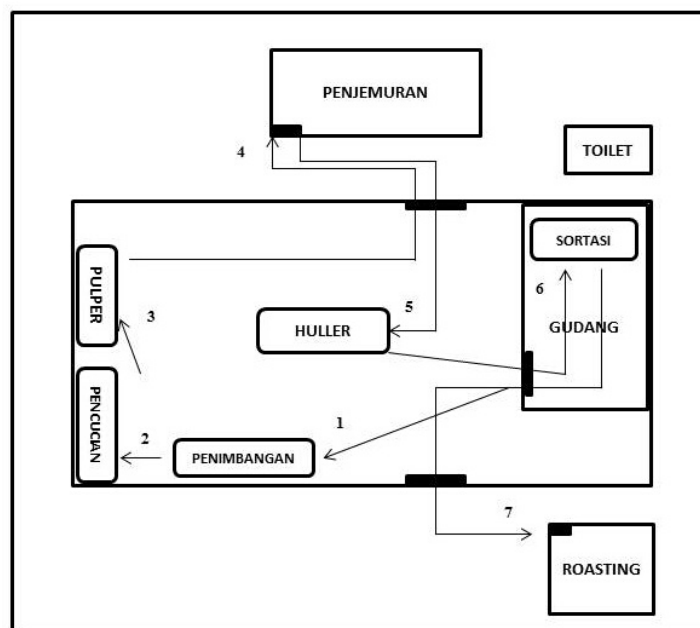 PENJEMURAN
4
TOILET
SORTASI
PULPER
3
5
6
HULLER
GUDANG
1
PENCUCIAN
2
PENIMBANGAN
7
ROASTING